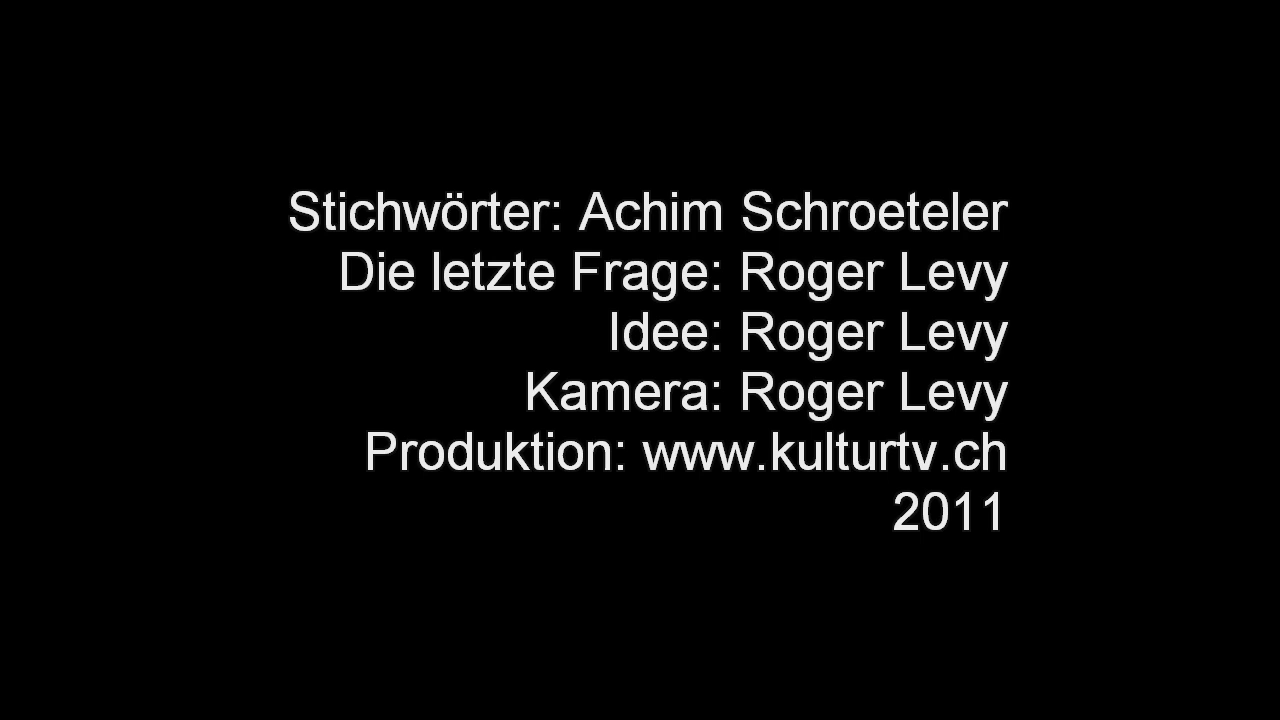 Stichwörter: Achim Schroeteler
Die letzte Frage: Roger Levy
Idee: Roger Levy
Kamera: Roger Levy
Produktion: www.kulturtv.ch
2011